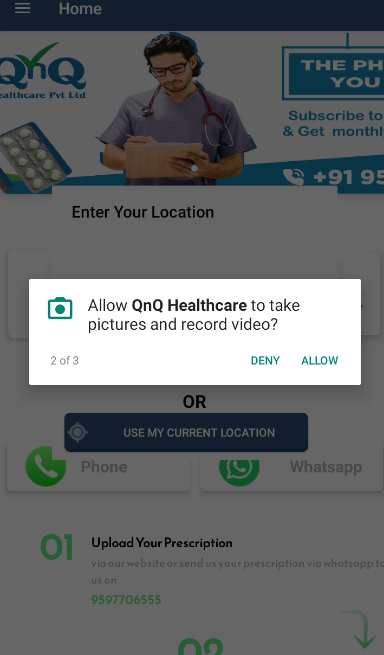 Home
QnQ
ealthcare Pvt Ltd
THE PH
YOU
Subscribe to
& Get monthl
+91 95
Enter Your Location
Allow QnQ Healthcare to take
pictures and record video?
2 of 3
DENY
ALLOW
OR
USE MY CURRENT LOCATION
Phone
Whatsapp
01
Upload Your Prescription
via our website or send us your prescription via whatsapp to
us on
9597706555
02